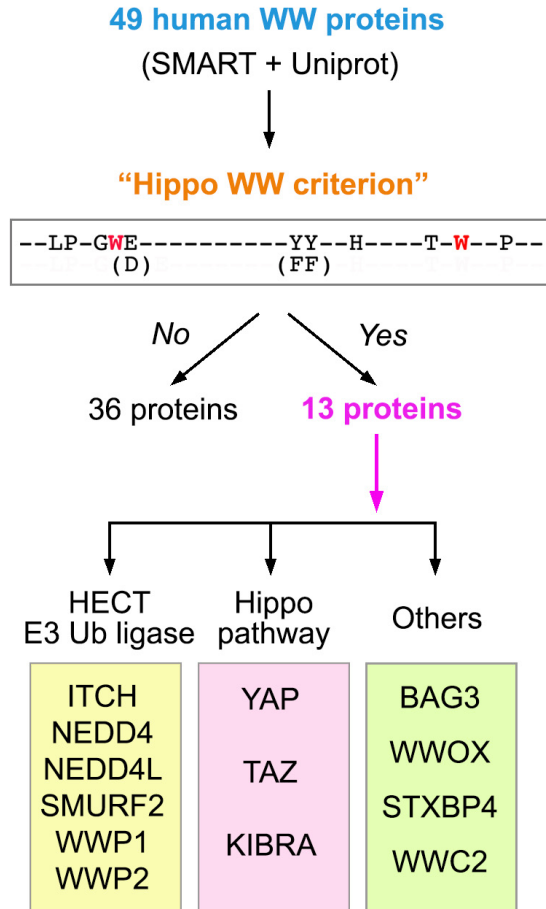 49 human WW proteins
(SMART + Uniprot)
“Hippo WW criterion”
--LP-GWE----------YY--H----T-W--P--
(D) (FF)
No Yes
36 proteins 13 proteins
HECT
E3 Ub ligase
Hippo
pathway
Others
ITCH
NEDD4
NEDD4L
SMURF2
WWP1
WWP2
YAP
TAZ
KIBRA
BAG3
WWOX
STXBP4
WWC2